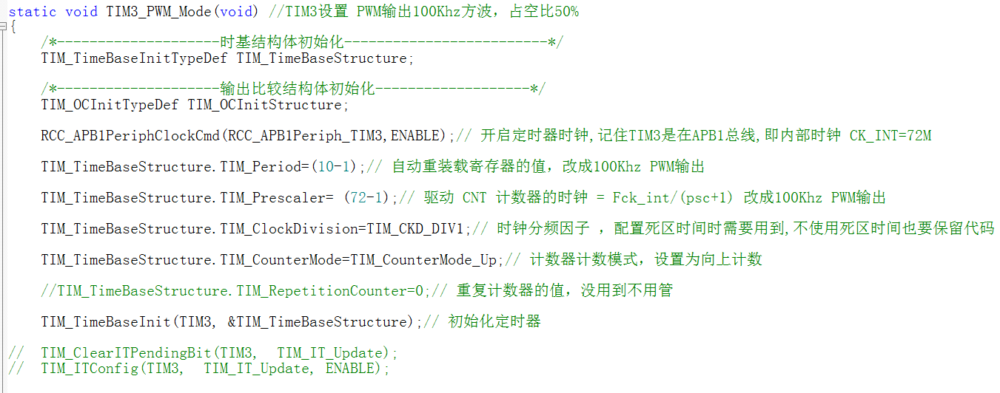 static void TIM3_PWM_Mode(void) //TIM3设置 PWM输出100Khz方波，占空比50%
{
/*--------------------时基结构体初始化-------------------------*/
TIM_TimeBaseInitTypeDef TIM_TimeBaseStructure;
/*--------------------输出比较结构体初始化-------------------*/
TIM_OCInitTypeDef TIM_OCInitStructure;
RCC_APB1PeriphClockCmd(RCC_APB1Periph_TIM3,ENABLE);// 开启定时器时钟,记住TIM3是在APB1总线,即内部时钟 CK_INT=72M
TIM_TimeBaseStructure.TIM_Period=(10-1);// 自动重装载寄存器的值，改成100Khz PWM输出
TIM_TimeBaseStructure.TIM_Prescaler= (72-1);// 驱动 CNT 计数器的时钟 = Fck_int/(psc+1) 改成100Khz PWM输出
TIM_TimeBaseStructure.TIM_ClockDivision=TIM_CKD_DIV1;// 时钟分频因子 ，配置死区时间时需要用到,不使用死区时间也要保留代码
TIM_TimeBaseStructure.TIM_CounterMode=TIM_CounterMode_Up;// 计数器计数模式，设置为向上计数
//TIM_TimeBaseStructure.TIM_RepetitionCounter=0;// 重复计数器的值，没用到不用管
TIM_TimeBaseInit(TIM3, &TIM_TimeBaseStructure);// 初始化定时器
//  TIM_ClearITPendingBit(TIM3,  TIM_IT_Update);
//  TIM_ITConfig(TIM3,  TIM_IT_Update, ENABLE);